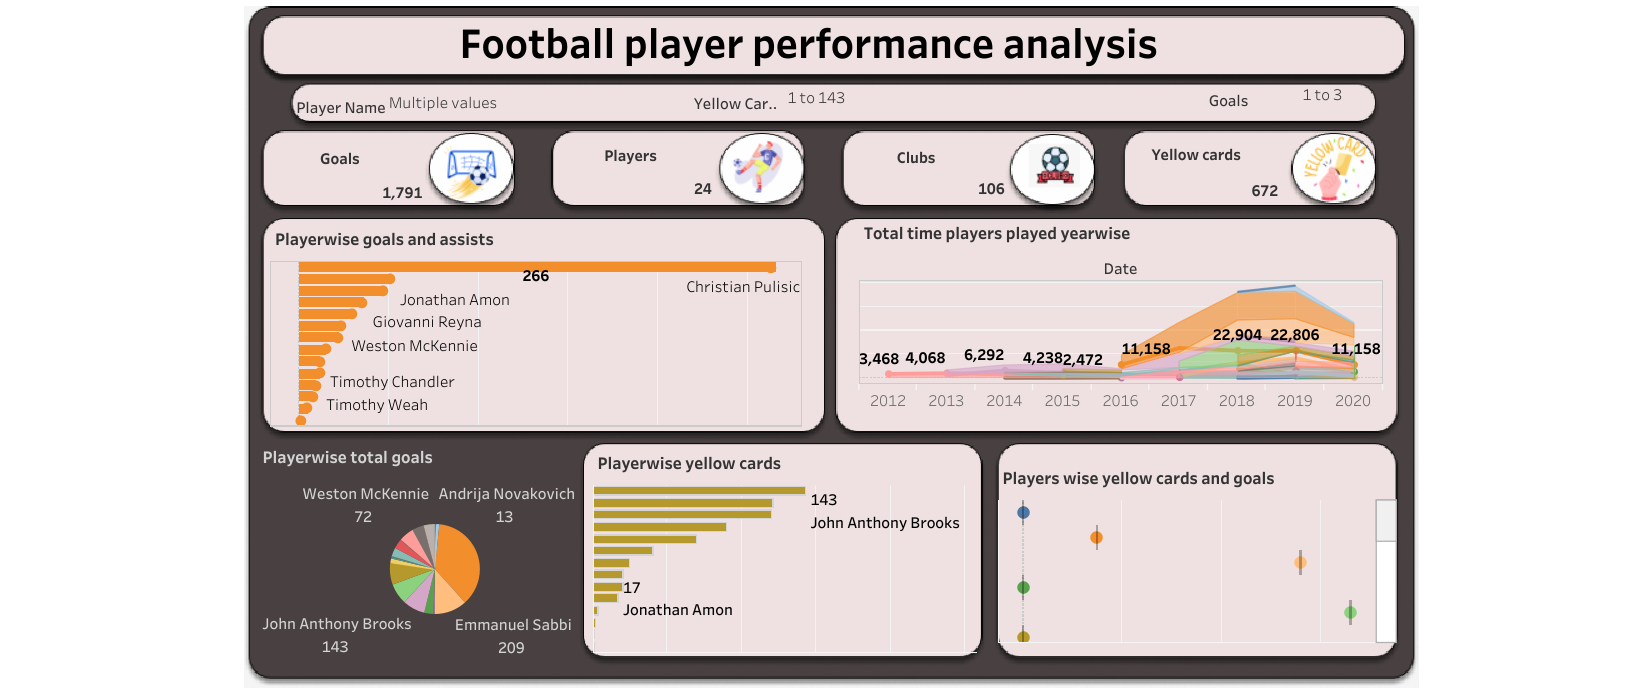 Football player performance analysis
Player Name Multiple values
Yellow Car.. 1 to 143
Goals 1 to 3
Goals
1,791
Players
24
Clubs
106
Yellow cards
672
YELLOW CARD
Playerwise goals and assists
266
Christian Pulisic
Jonathan Amon
Giovanni Reyna
Weston McKennie
Timothy Chandler
Timothy Weah
Total time players played yearwise
Date
3,468 4,068 6,292 4,238 2,472 11,158 22,904 22,806 11,158
2012 2013 2014 2015 2016 2017 2018 2019 2020
Playerwise total goals
Weston McKennie
72
Andrija Novakovich
13
John Anthony Brooks
143
Emmanuel Sabbi
209
Playerwise yellow cards
143
John Anthony Brooks
17
Jonathan Amon
Players wise yellow cards and goals